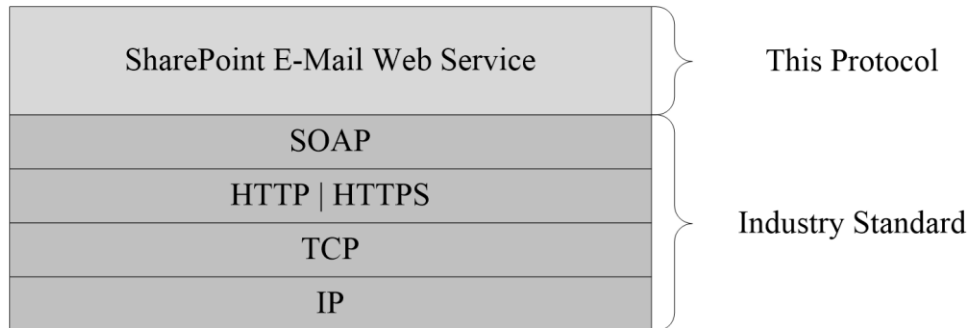 SharePoint E-Mail Web Service
This Protocol
SOAP
HTTP | HTTPS
TCP
IP
Industry Standard